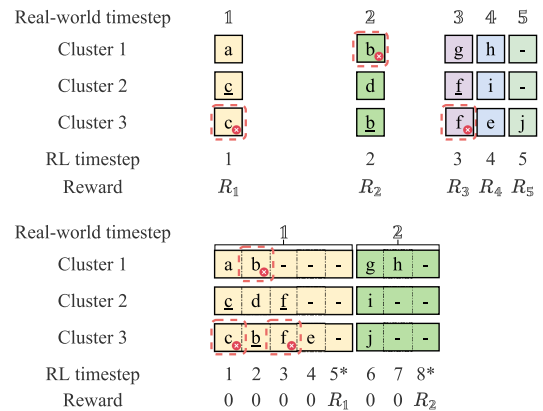 Real-world timestep 𝟙 𝟚 𝟛 𝟜 𝟝
Cluster 1 a b g h -
Cluster 2 c d f i -
Cluster 3 c b f e j
RL timestep 1 2 3 4 5
Reward R𝟙 R𝟚 R𝟛 R𝟜 R𝟝
Real-world timestep 𝟙 𝟚
Cluster 1 a b - - - g h -
Cluster 2 c d f - - i - -
Cluster 3 c b f e - j - -
RL timestep 1 2 3 4 5* 6 7 8*
Reward 0 0 0 0 R𝟙 0 0 R𝟚